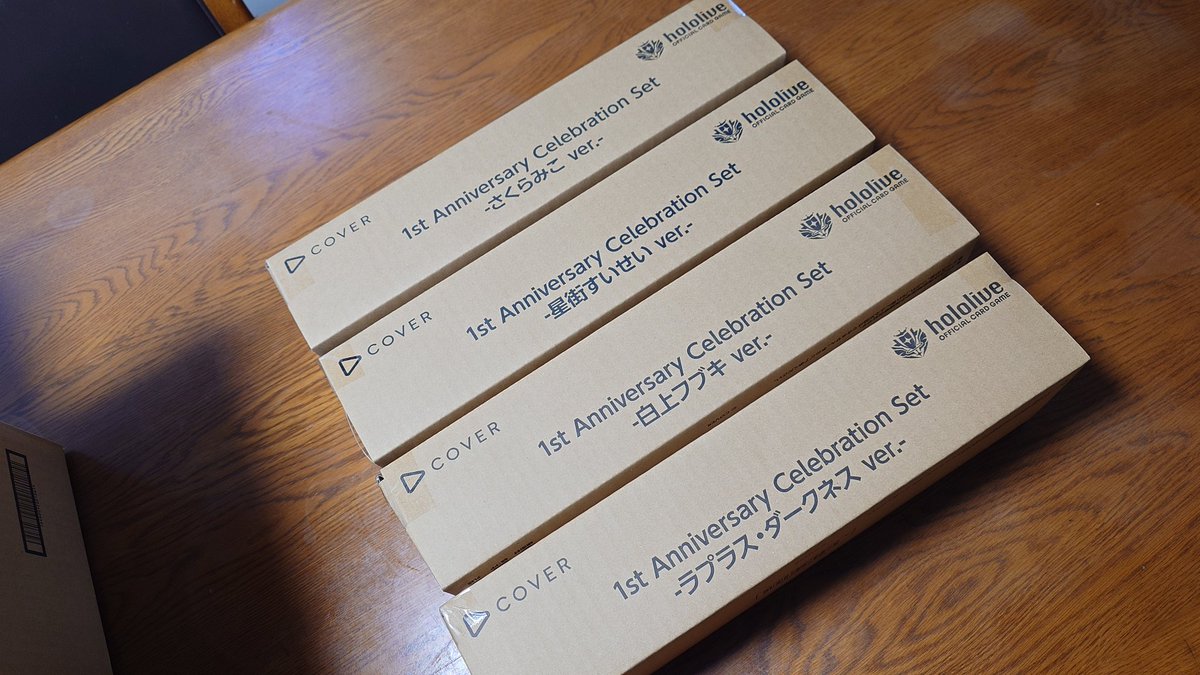 hololive
OFFICIAL CARD GAME
COVER
1st Anniversary Celebration Set
-さくらみこ ver.-
hololive
OFFICIAL CARD GAME
COVER
1st Anniversary Celebration Set
-星街すいせい ver.-
hololive
OFFICIAL CARD GAME
COVER
1st Anniversary Celebration Set
-白上フブキ ver.-
hololive
OFFICIAL CARD GAME
COVER
1st Anniversary Celebration Set
-ラプラス・ダークネス ver.-